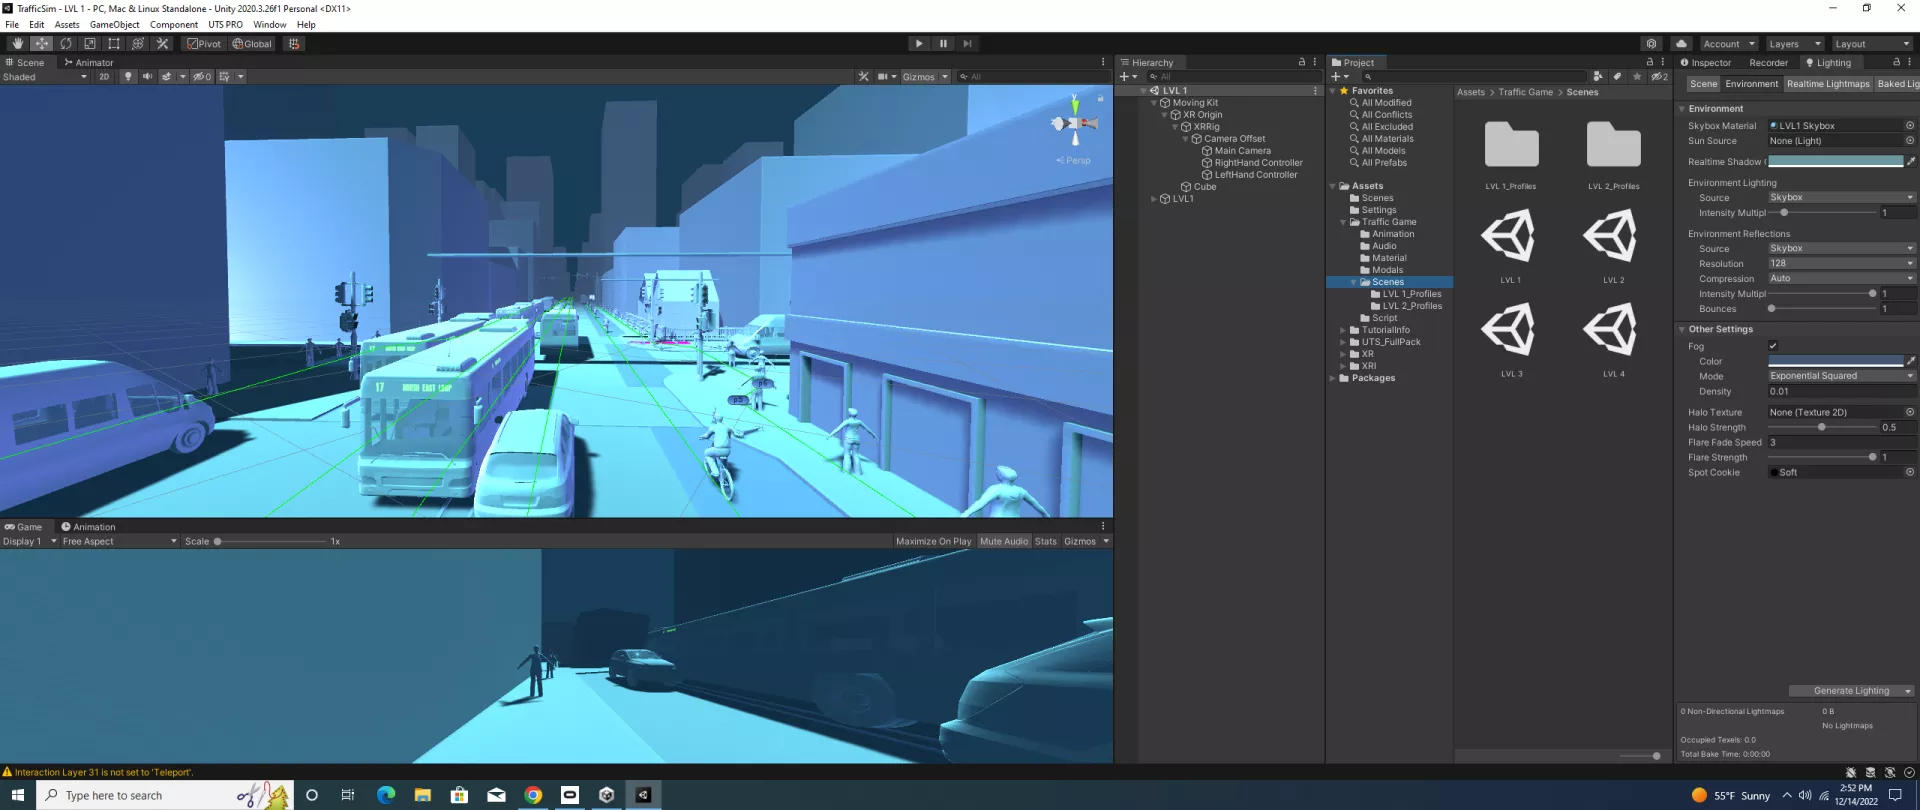 TrafficSim - LVL 1 - PC, Mac & Linux Standalone - Unity 2020.3.26f1 Personal <DX11>
File Edit Assets GameObject Component UTS PRO Window Help
Pivot Global
Account Layers Layout
Scene Animator
Shaded 2D 0 Gizmos All
Persp
17 NORTH EAST LOOP
p6
p5
Game Animation
Display 1 Free Aspect Scale 1x Maximize On Play Mute Audio Stats Gizmos
Hierarchy
All
LVL 1
Moving Kit
XR Origin
XRRig
Camera Offset
Main Camera
RightHand Controller
LeftHand Controller
Cube
LVL1
Project
2
Favorites
All Modified
All Conflicts
All Excluded
All Materials
All Models
All Prefabs
Assets
Scenes
Settings
Traffic Game
Animation
Audio
Material
Modals
Scenes
LVL 1_Profiles
LVL 2_Profiles
Script
TutorialInfo
UTS_FullPack
XR
XRI
Packages
Assets > Traffic Game > Scenes
LVL 1_Profiles LVL 2_Profiles
LVL 1 LVL 2
LVL 3 LVL 4
Inspector Recorder Lighting
Scene Environment Realtime Lightmaps Baked Lig
Environment
Skybox Material LVL1 Skybox
Sun Source None (Light)
Realtime Shadow C
Environment Lighting
Source Skybox
Intensity Multipl 1
Environment Reflections
Source Skybox
Resolution 128
Compression Auto
Intensity Multipl 1
Bounces 1
Other Settings
Fog
Color
Mode Exponential Squared
Density 0.01
Halo Texture None (Texture 2D)
Halo Strength 0.5
Flare Fade Speed 3
Flare Strength 1
Spot Cookie Soft
Generate Lighting
0 Non-Directional Lightmaps 0 B
No Lightmaps
Occupied Texels: 0.0
Total Bake Time: 0:00:00
Interaction Layer 31 is not set to 'Teleport'.
Type here to search
55°F Sunny
2:52 PM
12/14/2022